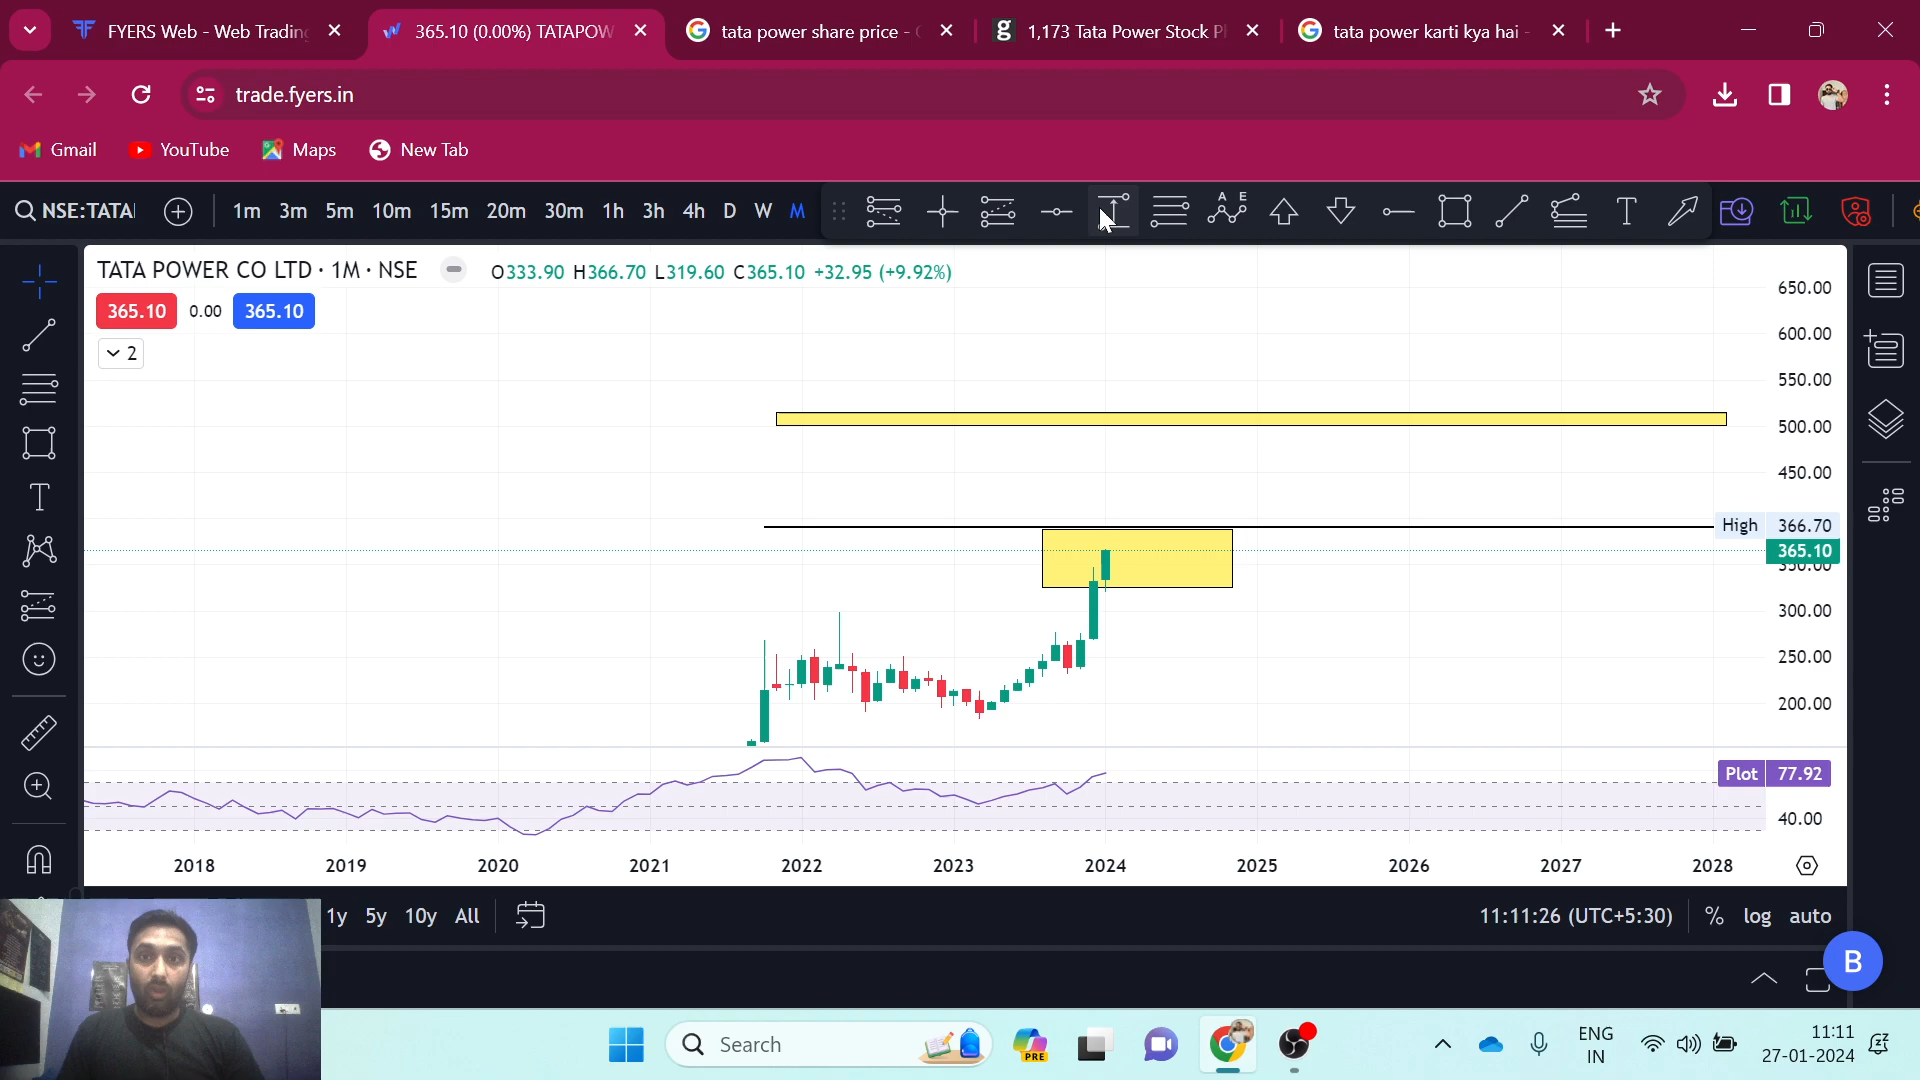 FYERS Web - Web Trading
365.10 (0.00%) TATAPOW
tata power share price -
1,173 Tata Power Stock P
tata power karti kya hai -
trade.fyers.in
Gmail
YouTube
Maps
New Tab
NSE:TATA
1m 3m 5m 10m 15m 20m 30m 1h 3h 4h D W M
TATA POWER CO LTD · 1M · NSE
O333.90 H366.70 L319.60 C365.10 +32.95 (+9.92%)
365.10 0.00 365.10
2
650.00
600.00
550.00
500.00
450.00
High 366.70
365.10
350.00
300.00
250.00
200.00
Plot 77.92
40.00
2018 2019 2020 2021 2022 2023 2024 2025 2026 2027 2028
1y 5y 10y All
11:11:26 (UTC+5:30) % log auto
B
Search
PRE
ENG
IN
11:11
27-01-2024